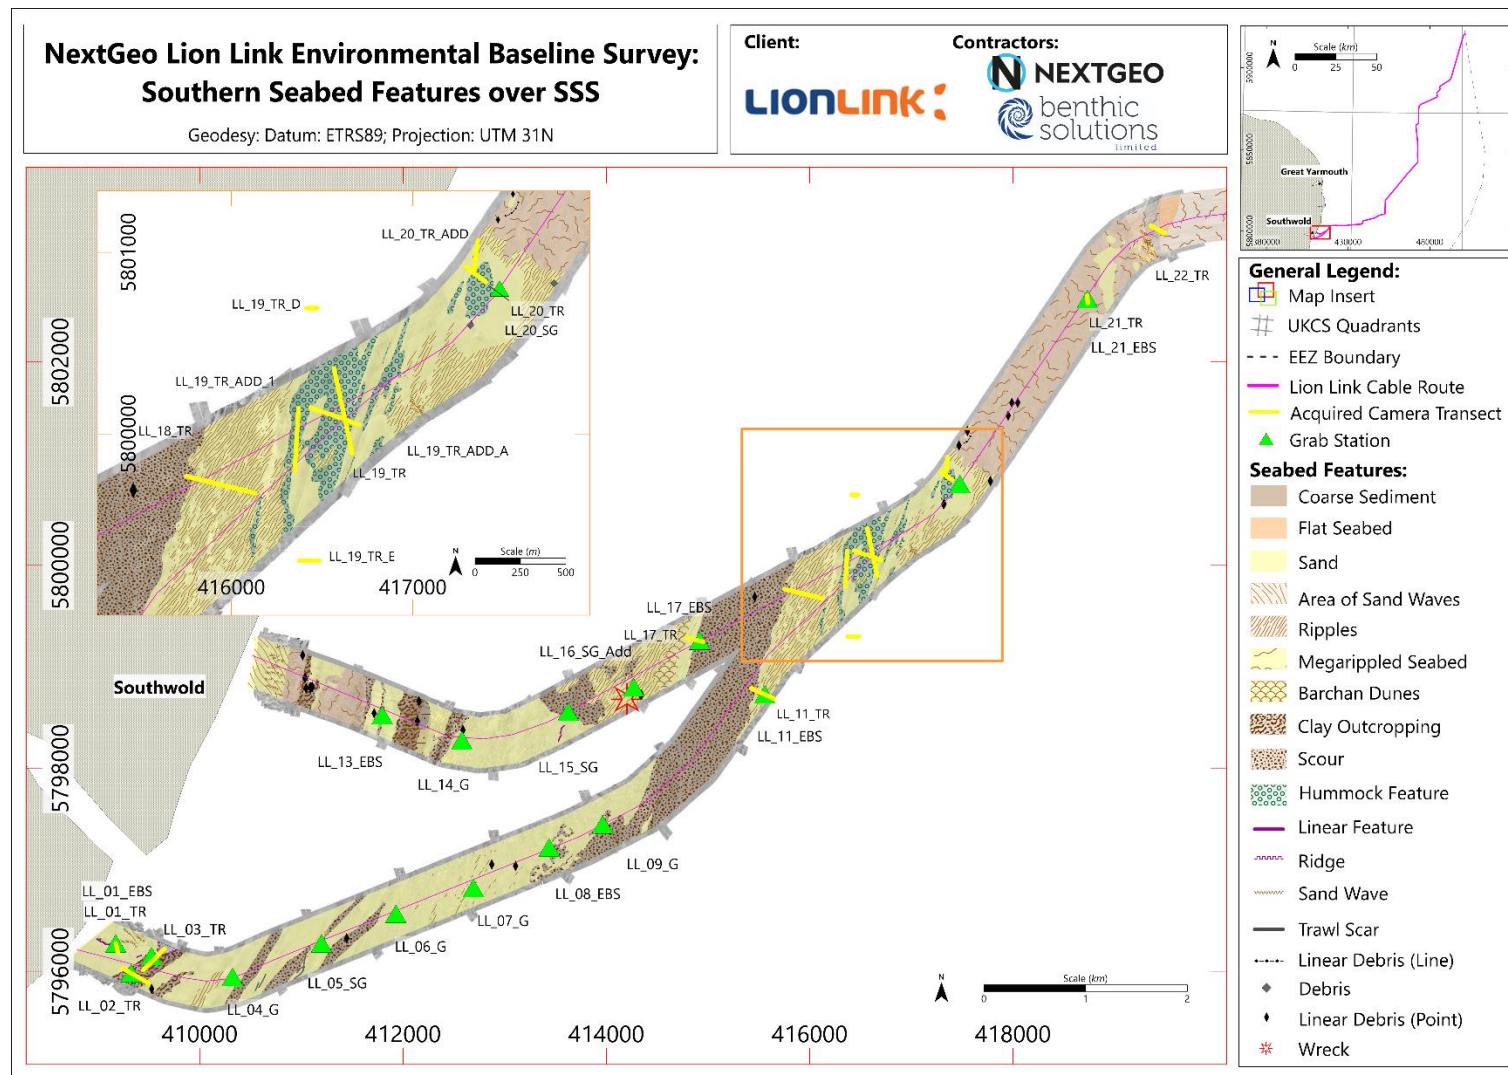 NextGeo Lion Link Environmental Baseline Survey:
Southern Seabed Features over SSS
Geodesy: Datum: ETRS89; Projection: UTM 31N
Client:
Contractors:
LIONLINK
NEXTGEO
benthic
solutions
limited
N
Scale (km)
0 25 50
5900000
5850000
5800000
Great Yarmouth
Southwold
430000
480000
General Legend:
Map Insert
UKCS Quadrants
EEZ Boundary
Lion Link Cable Route
Acquired Camera Transect
Grab Station
Seabed Features:
Coarse Sediment
Flat Seabed
Sand
Area of Sand Waves
Ripples
Megarippled Seabed
Barchan Dunes
Clay Outcropping
Scour
Hummock Feature
Linear Feature
Ridge
Sand Wave
Trawl Scar
Linear Debris (Line)
Debris
Linear Debris (Point)
Wreck
5801000
5800000
416000
417000
LL_20_TR_ADD
LL_19_TR_D
LL_20_TR
LL_20_SG
LL_19_TR_ADD_1
LL_18_TR
LL_19_TR_ADD_A
LL_19_TR
LL_19_TR_E
N
Scale (m)
0 250 500
5802000
5800000
5798000
5796000
410000
412000
414000
416000
418000
LL_22_TR
LL_21_TR
LL_21_EBS
LL_17_EBS
LL_17_TR
LL_16_SG_Add
Southwold
LL_11_TR
LL_11_EBS
LL_13_EBS
LL_14_G
LL_15_SG
LL_09_G
LL_08_EBS
LL_07_G
LL_06_G
LL_05_SG
LL_04_G
LL_01_EBS
LL_01_TR
LL_03_TR
LL_02_TR
N
Scale (km)
0 1 2